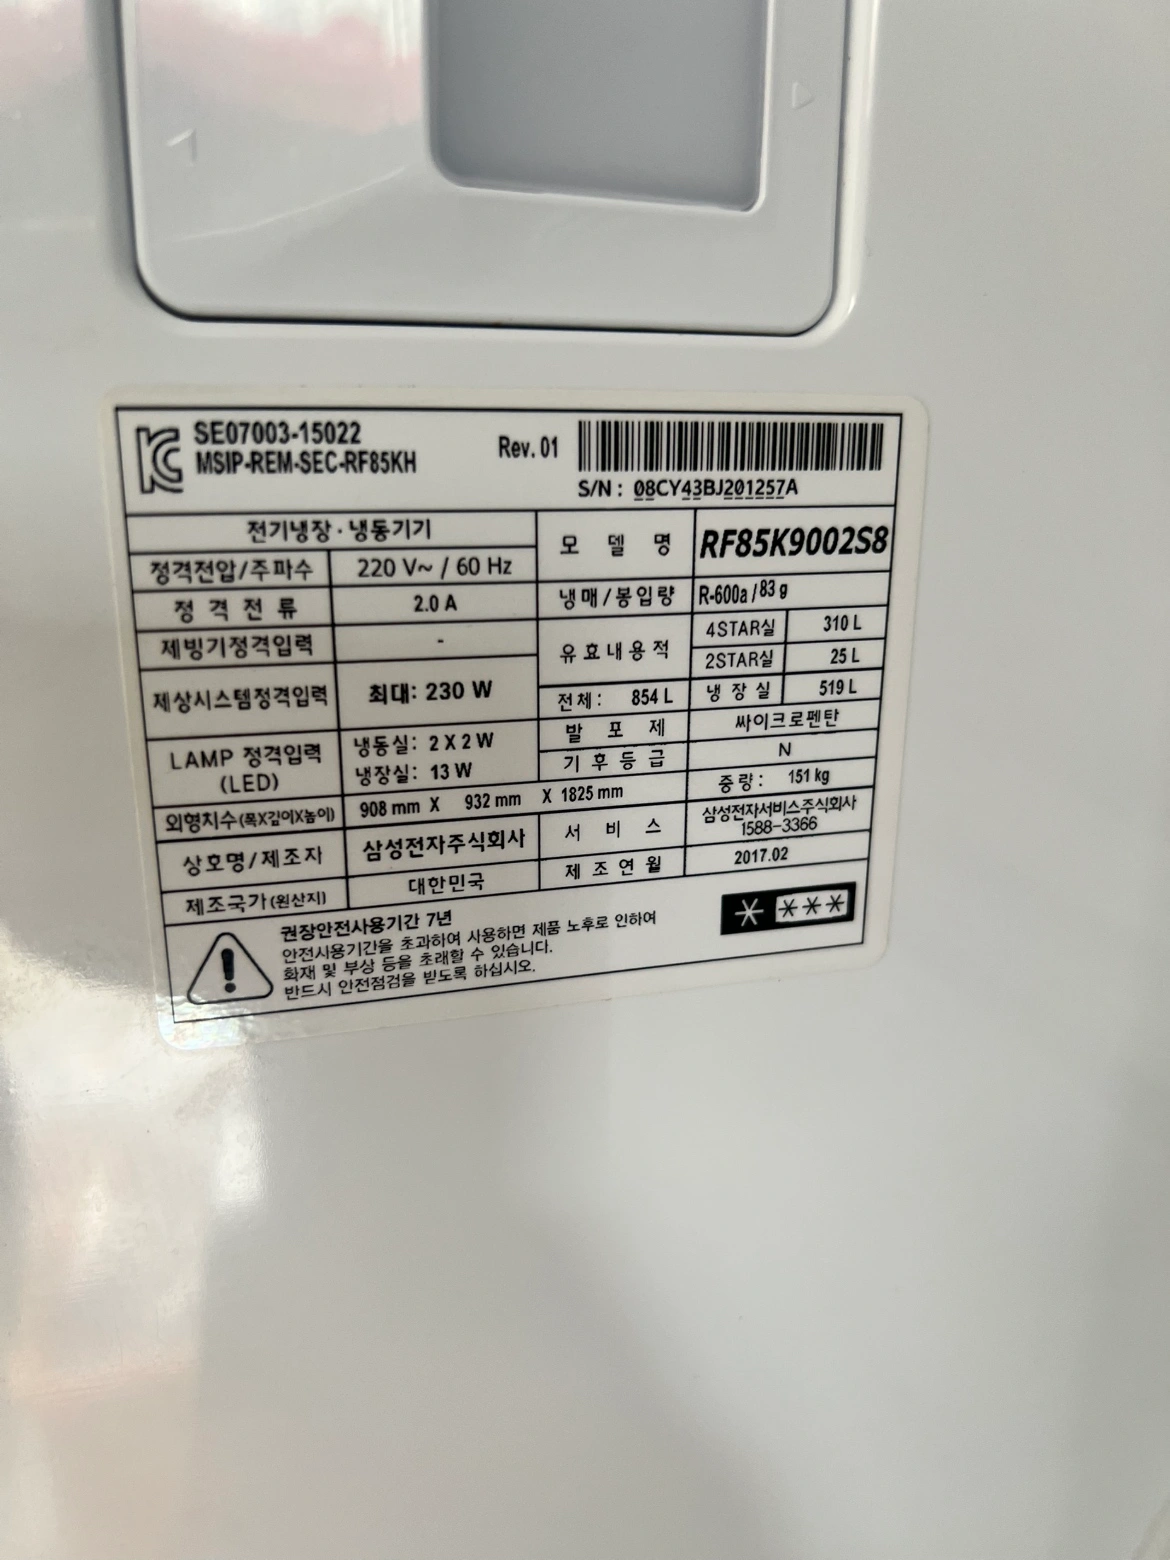 SE07003-15022
MSIP-REM-SEC-RF85KH
Rev. 01
S/N : 08CY43BJ201257A
전기냉장 · 냉동기기
정격전압/주파수 220 V~ / 60 Hz
정 격 전 류 2.0 A
제빙기정격입력 -
제상시스템정격입력 최대: 230 W
LAMP 정격입력 (LED)
냉동실: 2 X 2 W
냉장실: 13 W
모 델 명 RF85K9002S8
냉매/봉입량 R-600a / 83 g
유효내용적
전체: 854 L
4STAR실 310 L
2STAR실 25 L
냉 장 실 519 L
발 포 제 싸이크로펜탄
기후등급 N
외형치수(폭X깊이X높이) 908 mm X 932 mm X 1825 mm
중량: 151 kg
상호명/제조자 삼성전자주식회사
서 비 스 삼성전자서비스주식회사
1588-3366
제조국가(원산지) 대한민국
제 조 연 월 2017.02
권장안전사용기간 7년
안전사용기간을 초과하여 사용하면 제품 노후로 인하여
화재 및 부상 등을 초래할 수 있습니다.
반드시 안전점검을 받도록 하십시오.